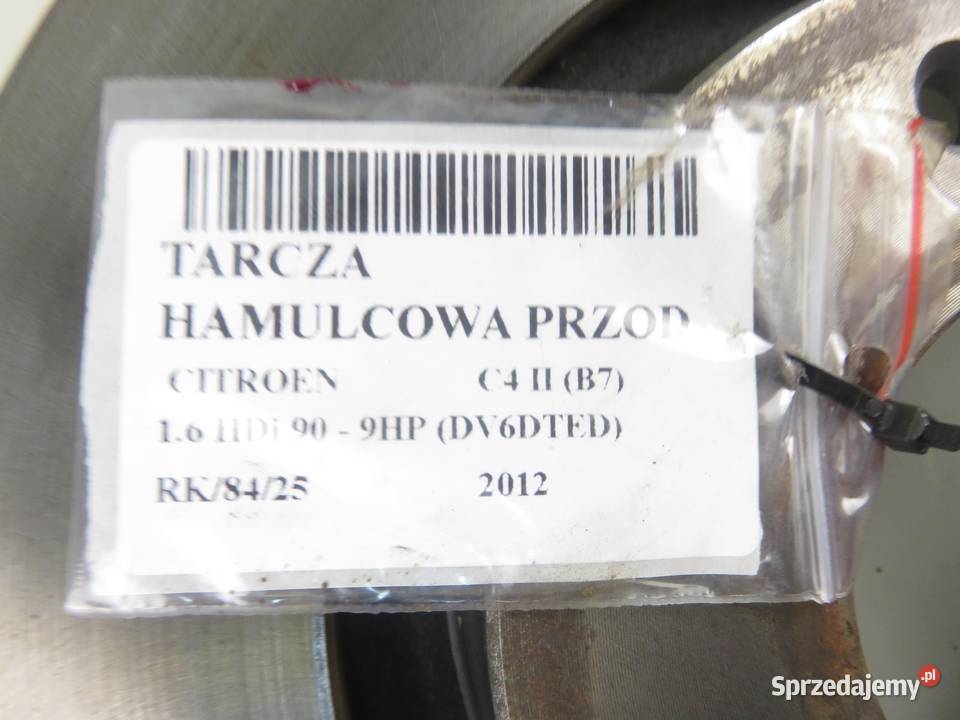 TARCZA
HAMULCOWA PRZOD
CITROEN C4 II (B7)
1.6 HDi 90 - 9HP (DV6DTED)
RK/84/25 2012
Sprzedajemy.pl